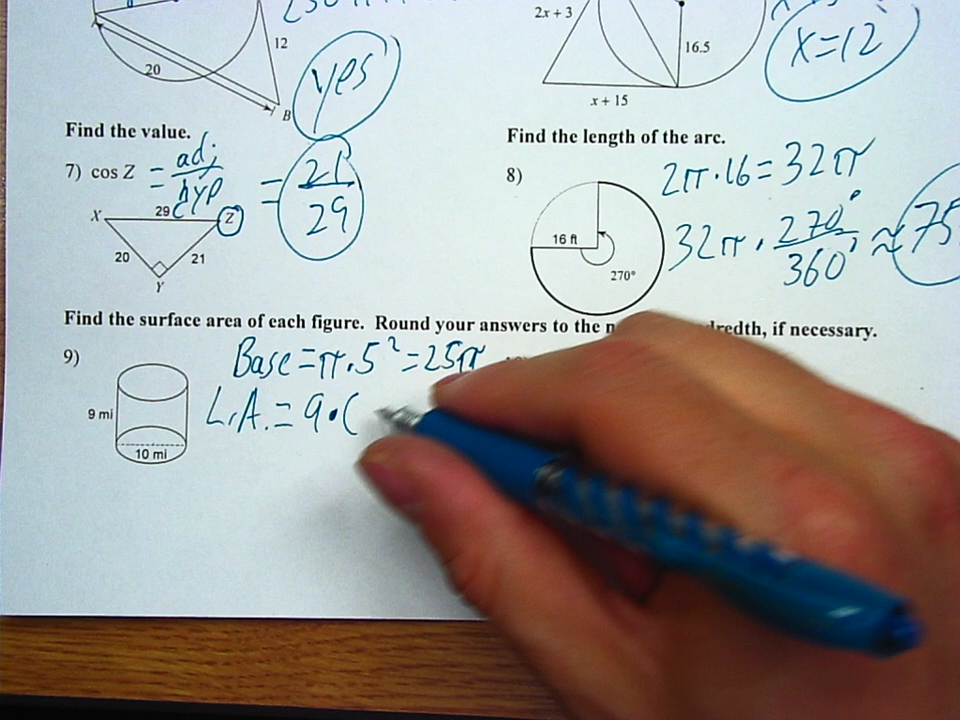 2x + 3
12
16.5
x=12
20
yes
B
x + 15
Find the value.
7) cos Z = adj/hyp = 21/29
X
29
Z
20
21
Y
Find the length of the arc.
8)
2π·16=32π
16 ft
270°
32π · 270°/360° ≈ 75
Find the surface area of each figure. Round your answers to the , if necessary.
9)
Base=π·5²=25π
9 mi
L.A.= 9·(
10 mi